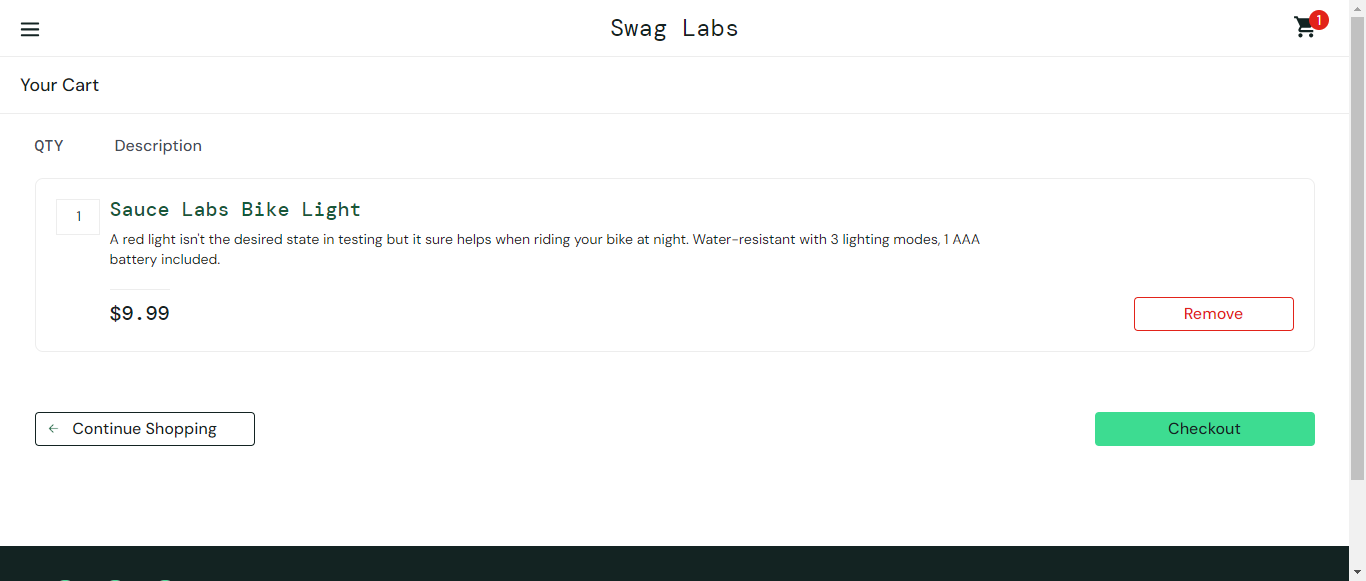 Swag Labs
1
Your Cart
QTY Description
1
Sauce Labs Bike Light
A red light isn't the desired state in testing but it sure helps when riding your bike at night. Water-resistant with 3 lighting modes, 1 AAA
battery included.
$9.99
Remove
Continue Shopping
Checkout